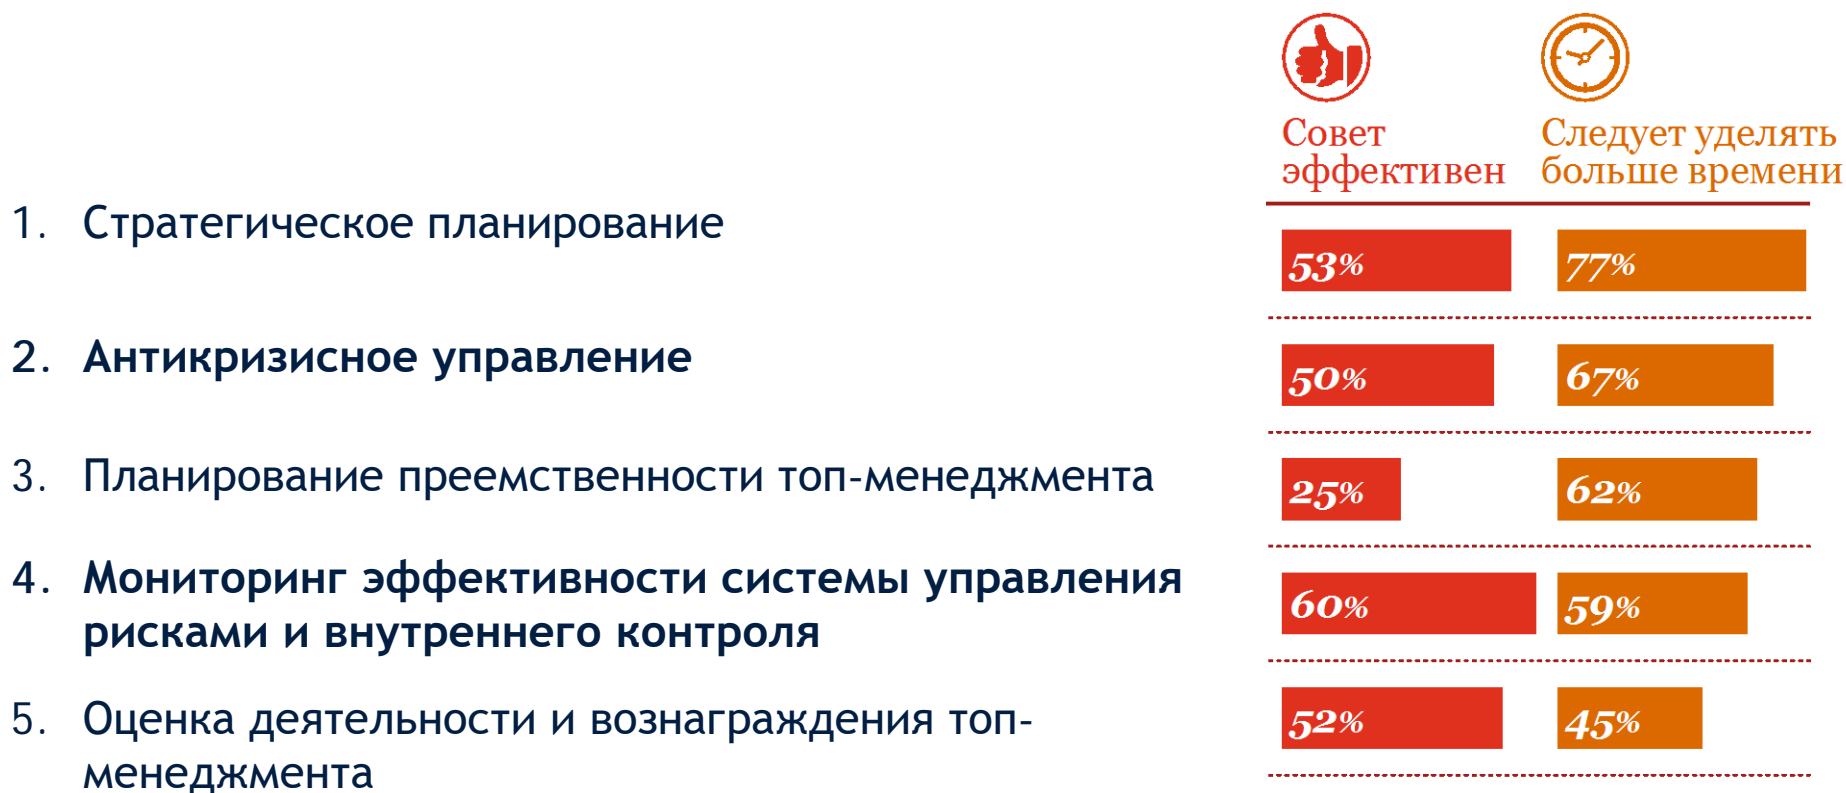 Совет
эффективен
Следует уделять
больше времени
1. Стратегическое планирование
53% 77%
2. Антикризисное управление
50% 67%
3. Планирование преемственности топ-менеджмента
25% 62%
4. Мониторинг эффективности системы управления
рисками и внутреннего контроля
60% 59%
5. Оценка деятельности и вознаграждения топ-
менеджмента
52% 45%